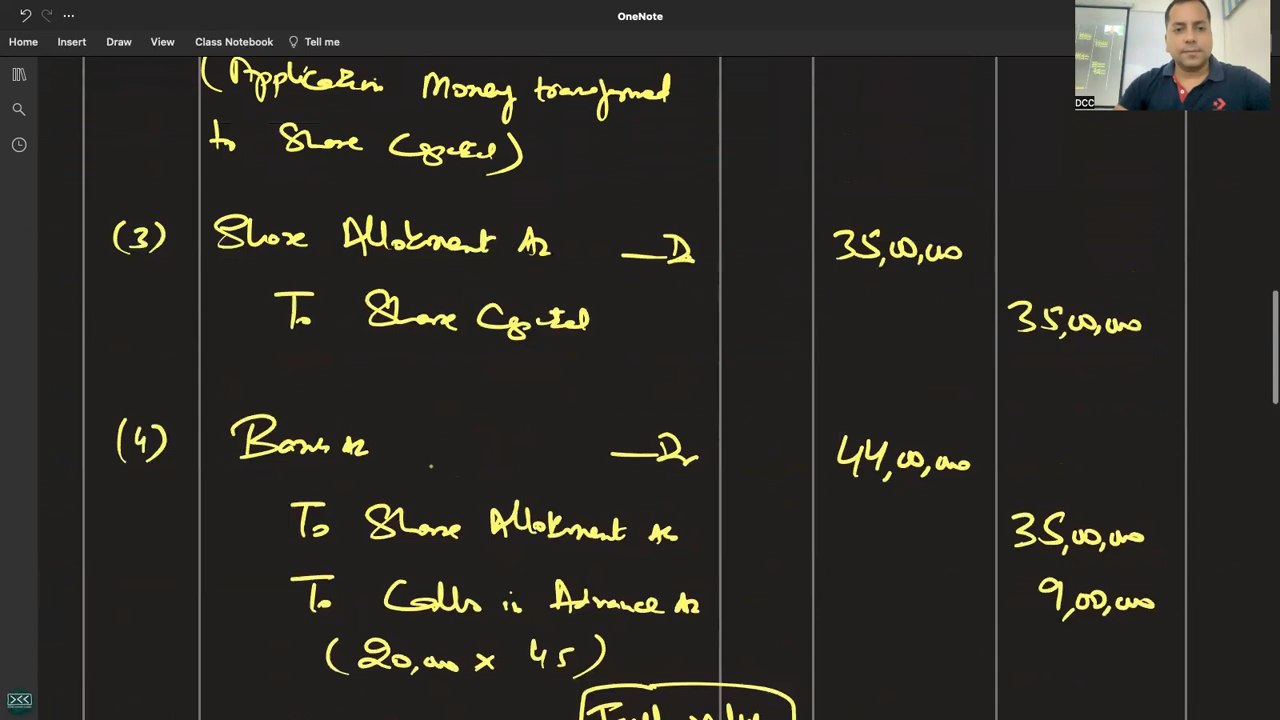 OneNote
Home Insert Draw View Class Notebook Tell me
DCC
(Application Money transformed
to Share Capital)
(3) Share Allotment A/c — Dr 35,00,000
To Share Capital 35,00,000
(4) Bank A/c — Dr 44,00,000
To Share Allotment A/c 35,00,000
To Calls in Advance A/c 9,00,000
(20,000 x 45)